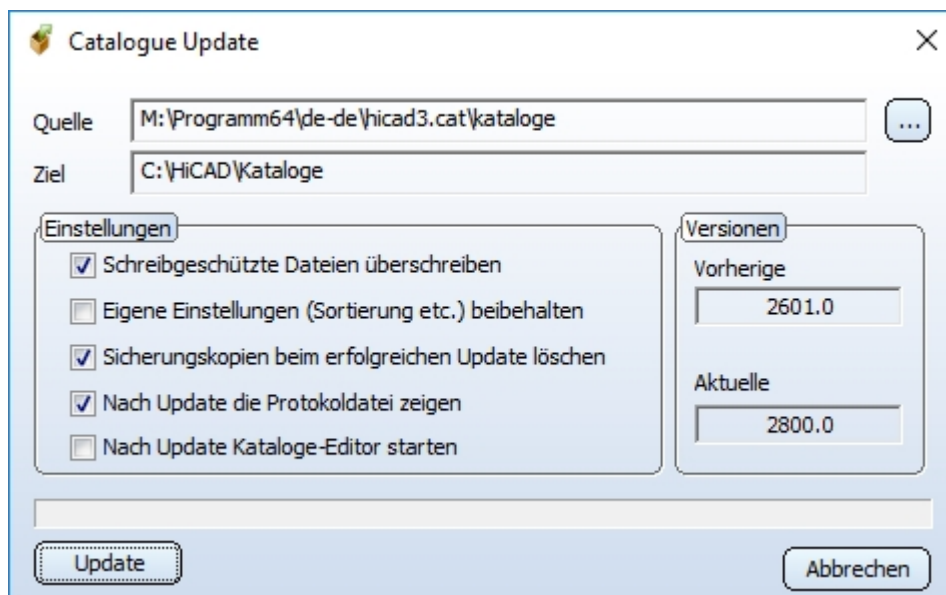 Catalogue Update
Quelle
M:\Programm64\de-de\hicad3.cat\kataloge
...
Ziel
C:\HiCAD\Kataloge
Einstellungen
Schreibgeschützte Dateien überschreiben
Eigene Einstellungen (Sortierung etc.) beibehalten
Sicherungskopien beim erfolgreichen Update löschen
Nach Update die Protokoldatei zeigen
Nach Update Kataloge-Editor starten
Versionen
Vorherige
2601.0
Aktuelle
2800.0
Update
Abbrechen